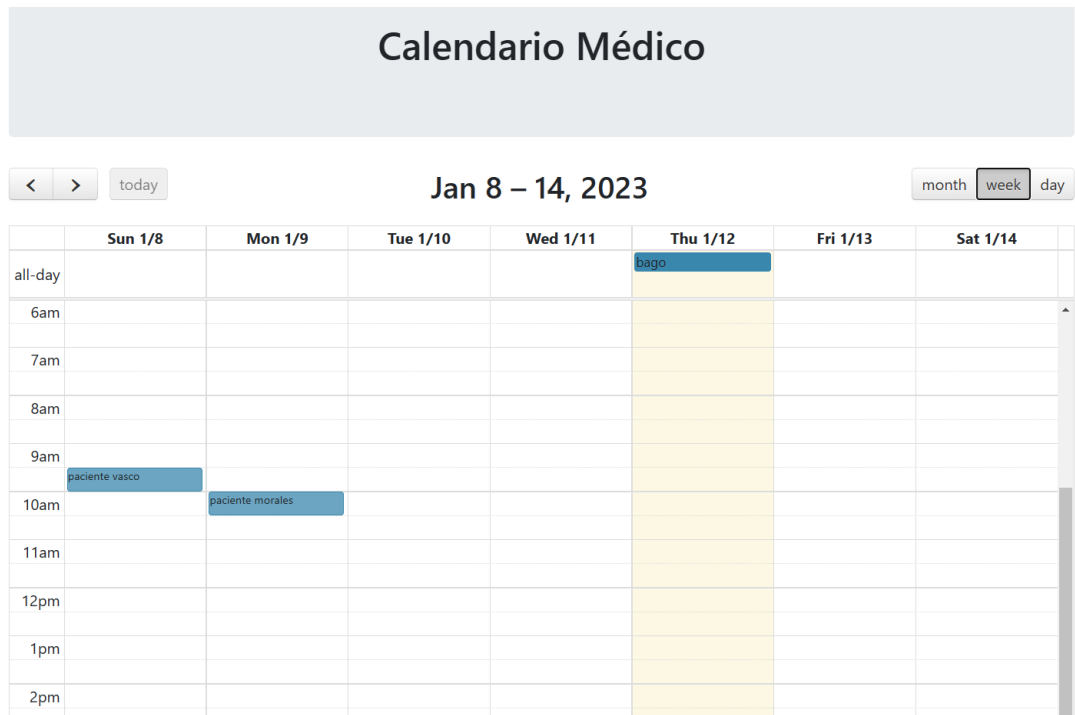 Calendario Médico
today
Jan 8 – 14, 2023
month week day
Sun 1/8 Mon 1/9 Tue 1/10 Wed 1/11 Thu 1/12 Fri 1/13 Sat 1/14
all-day bago
6am
7am
8am
9am
paciente vasco
10am paciente morales
11am
12pm
1pm
2pm